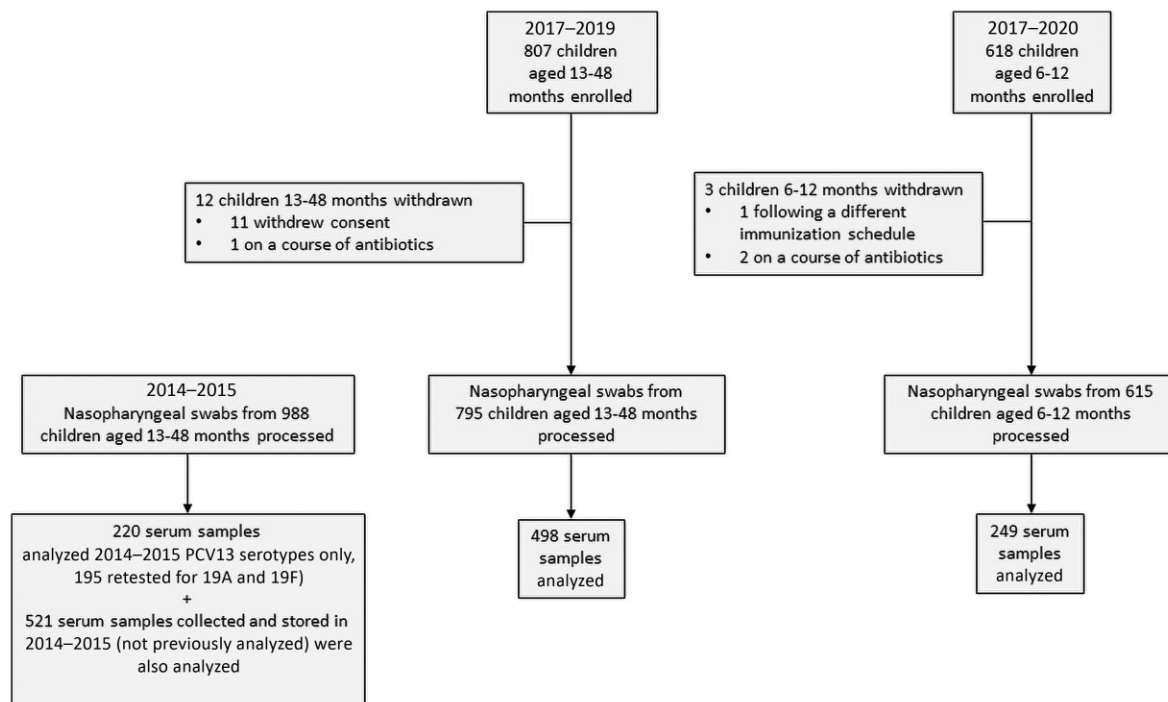 2017–2019
807 children
aged 13-48
months enrolled
2017–2020
618 children
aged 6-12
months enrolled
12 children 13-48 months withdrawn
• 11 withdrew consent
• 1 on a course of antibiotics
3 children 6-12 months withdrawn
• 1 following a different
immunization schedule
• 2 on a course of antibiotics
2014–2015
Nasopharyngeal swabs from 988
children aged 13-48 months processed
Nasopharyngeal swabs from
795 children aged 13-48 months
processed
Nasopharyngeal swabs from 615
children aged 6-12 months
processed
220 serum samples
analyzed 2014–2015 PCV13 serotypes only,
195 retested for 19A and 19F)
+
521 serum samples collected and stored in
2014–2015 (not previously analyzed) were
also analyzed
498 serum
samples
analyzed
249 serum
samples
analyzed